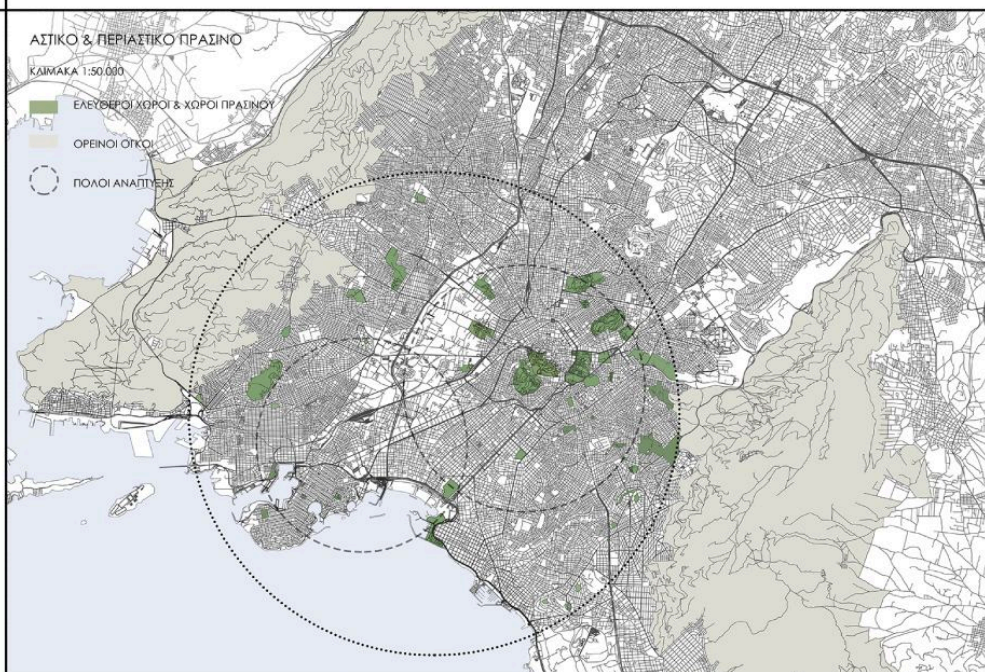 ΑΣΤΙΚΟ & ΠΕΡΙΑΣΤΙΚΟ ΠΡΑΣΙΝΟ
ΚΛΙΜΑΚΑ 1:50.000
ΕΛΕΥΘΕΡΟΙ ΧΩΡΟΙ & ΧΩΡΟΙ ΠΡΑΣΙΝΟΥ
ΟΡΕΙΝΟΙ ΟΓΚΟΙ
ΠΟΛΟΙ ΑΝΑΠΤΥΞΗΣ